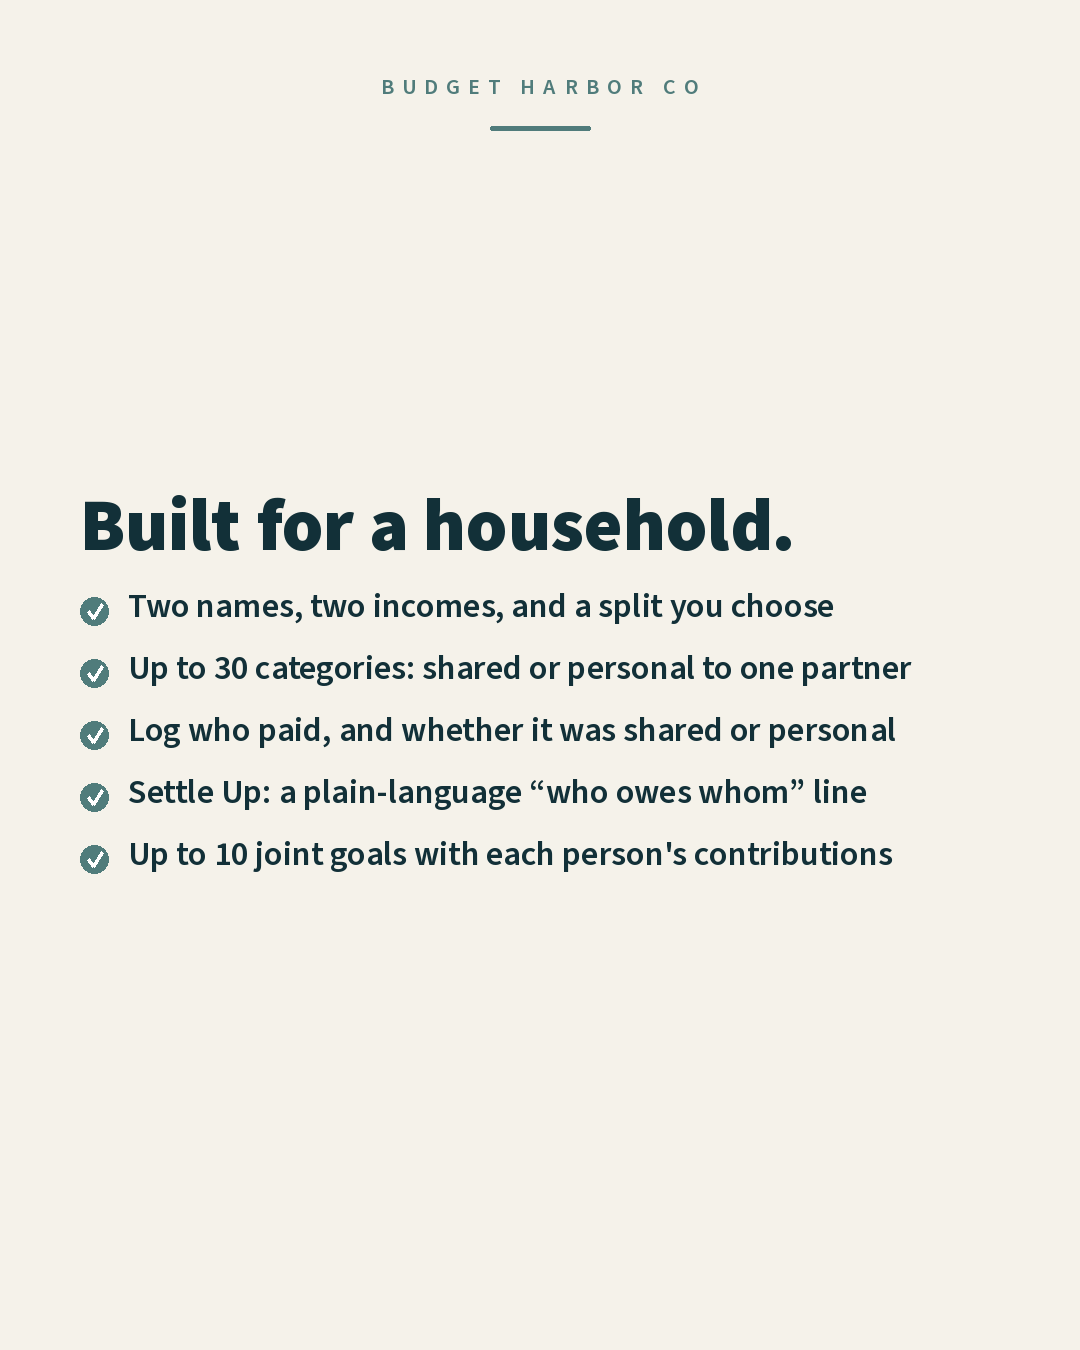 BUDGET HARBOR CO
Built for a household.
Two names, two incomes, and a split you choose
Up to 30 categories: shared or personal to one partner
Log who paid, and whether it was shared or personal
Settle Up: a plain-language “who owes whom” line
Up to 10 joint goals with each person's contributions